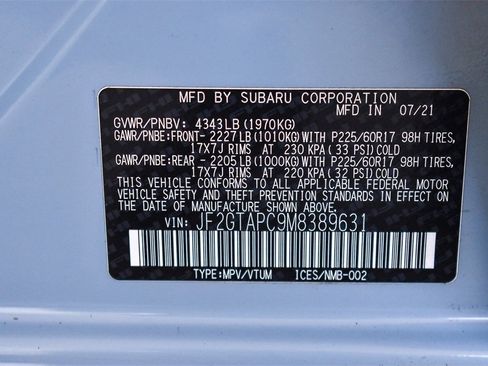 MFD BY SUBARU CORPORATION
GVWR/PNBV: 4343LB(1970KG) IN 07/21
GAWR/PNBE:FRONT-2227LB(1010KG)WITH P225/60R17 98H TIRES,
17X7J RIMS AT 230 KPA(33 PSI)COLD
GAWR/PNBE:REAR -2205LB(1000KG)WITH P225/60R17 98H TIRES,
17X7J RIMS AT 220 KPA(32 PSI)COLD
THIS VEHICLE CONFORMS TO ALL APPLICABLE FEDERAL MOTOR
VEHICLE SAFETY AND THEFT PREVENTION STANDARDS IN EFFECT
ON THE DATE OF MANUFACTURE SHOWN ABOVE.
VIN: JF2GTAPC9M8389631
TYPE:MPV/VTUM ICES/NMB-002